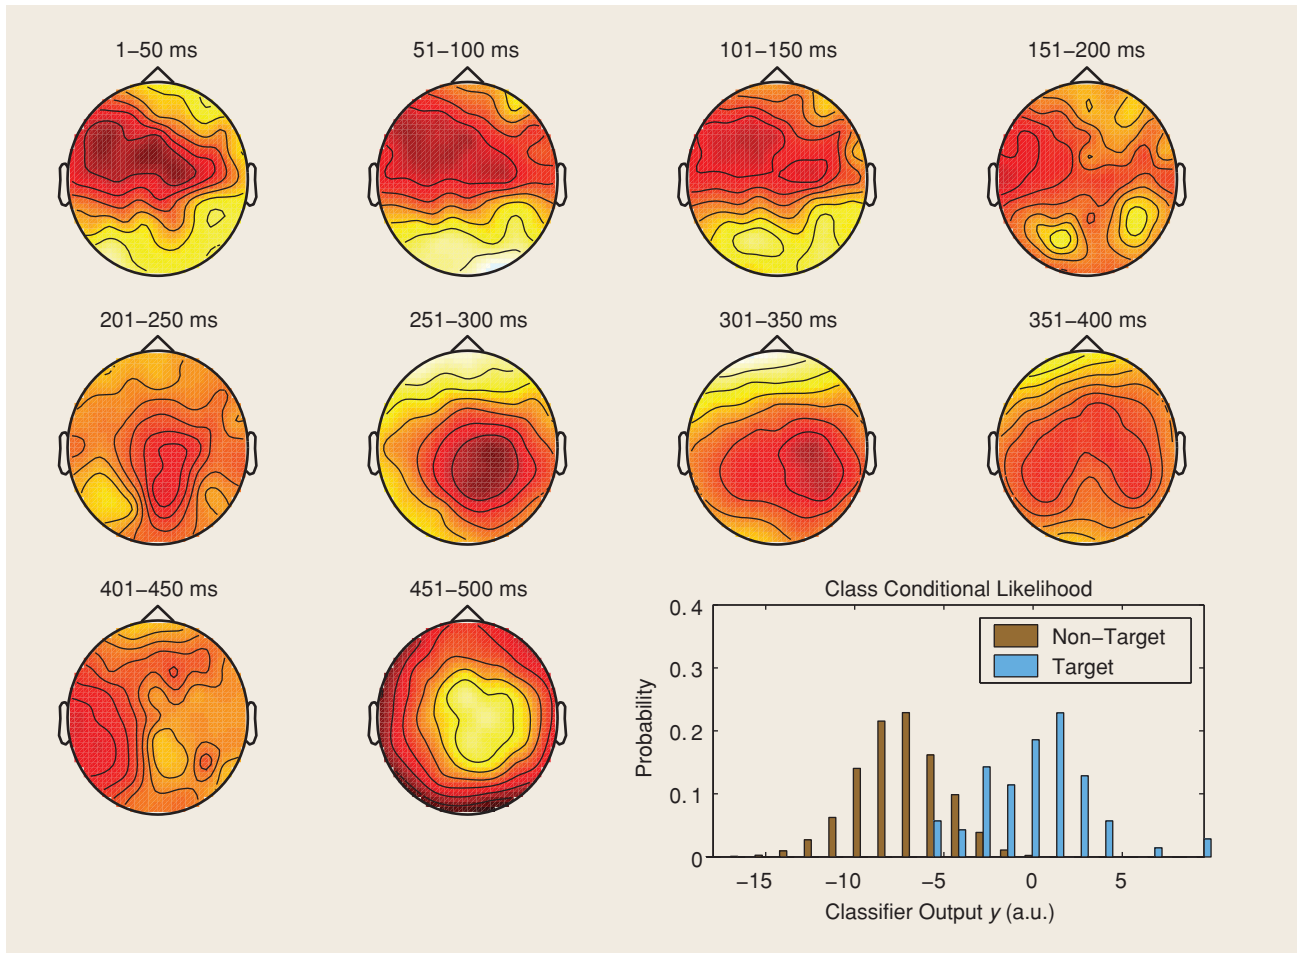 1–50 ms
51–100 ms
101–150 ms
151–200 ms
201–250 ms
251–300 ms
301–350 ms
351–400 ms
401–450 ms
451–500 ms
Class Conditional Likelihood
0.4
0.3
0.2
0.1
0
Probability
Non−Target
Target
−15
−10
−5
0
5
Classifier Output y (a.u.)